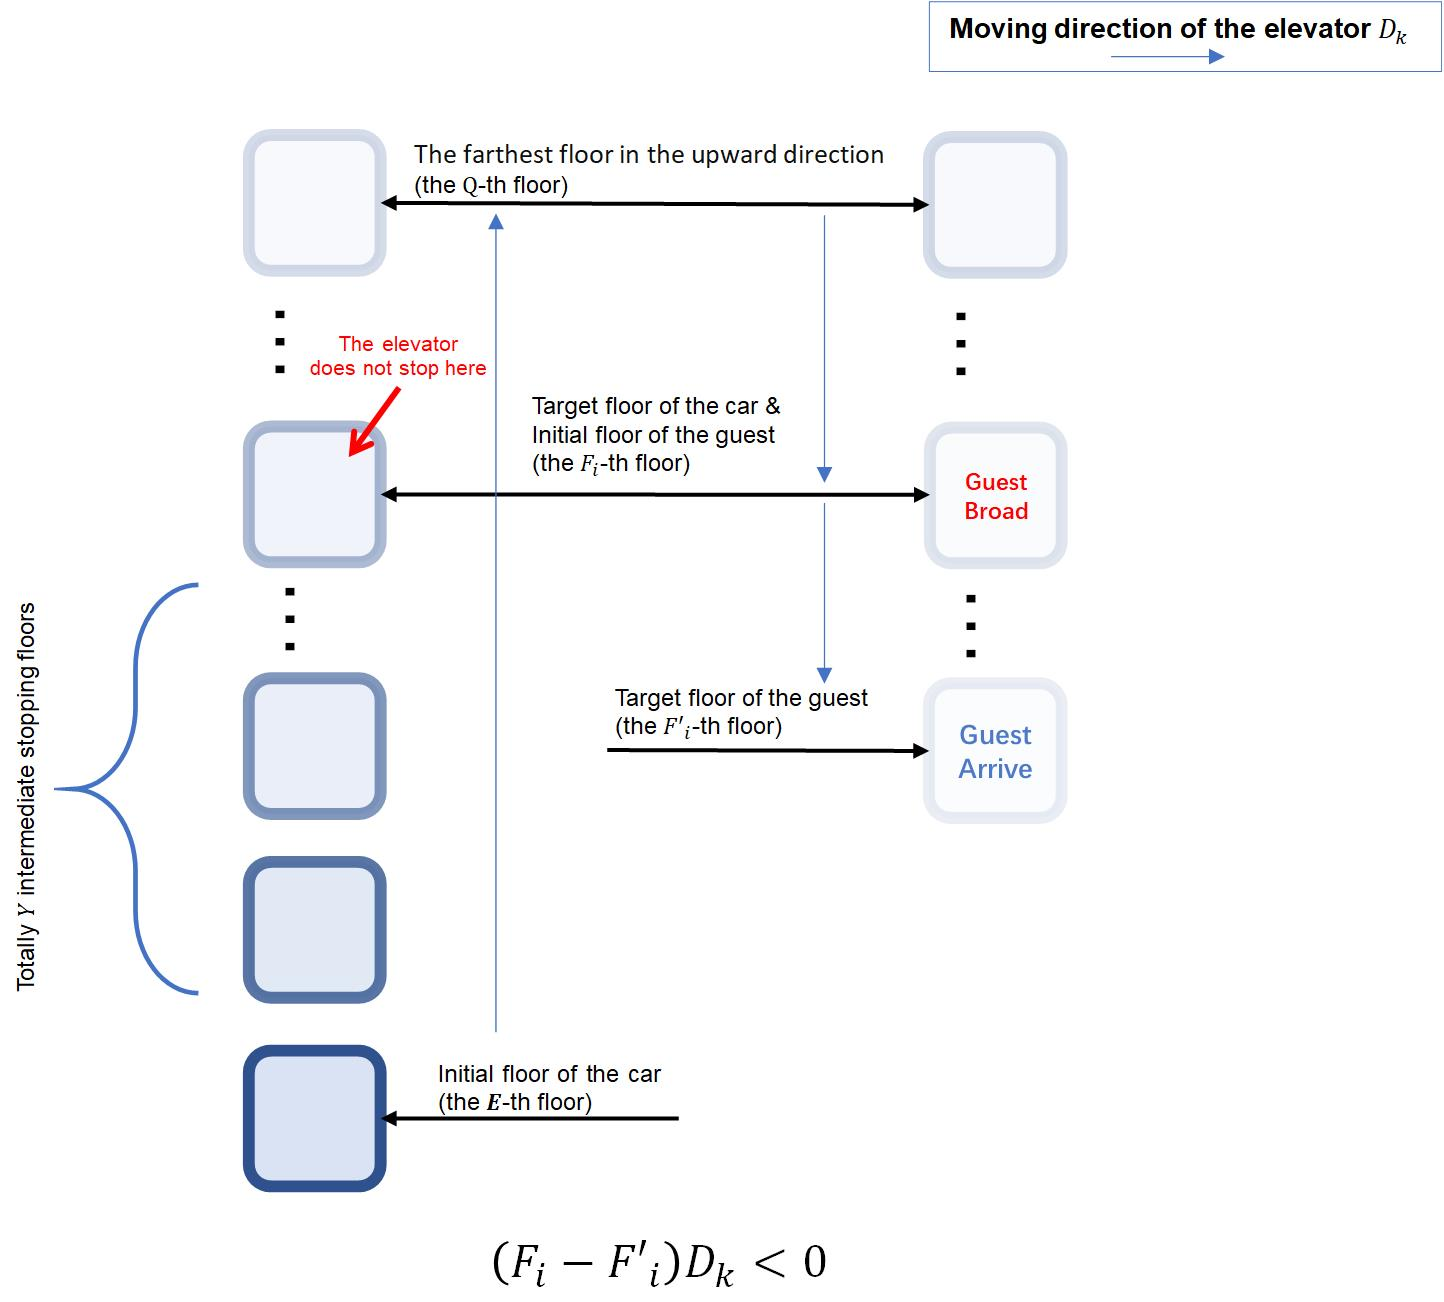 Moving direction of the elevator Dₖ
The farthest floor in the upward direction
(the Q-th floor)
The elevator
does not stop here
Target floor of the car &
Initial floor of the guest
(the Fᵢ-th floor)
Guest
Broad
Totally Y intermediate stopping floors
Target floor of the guest
(the F'ᵢ-th floor)
Guest
Arrive
Initial floor of the car
(the E-th floor)
(Fᵢ − F'ᵢ)Dₖ < 0